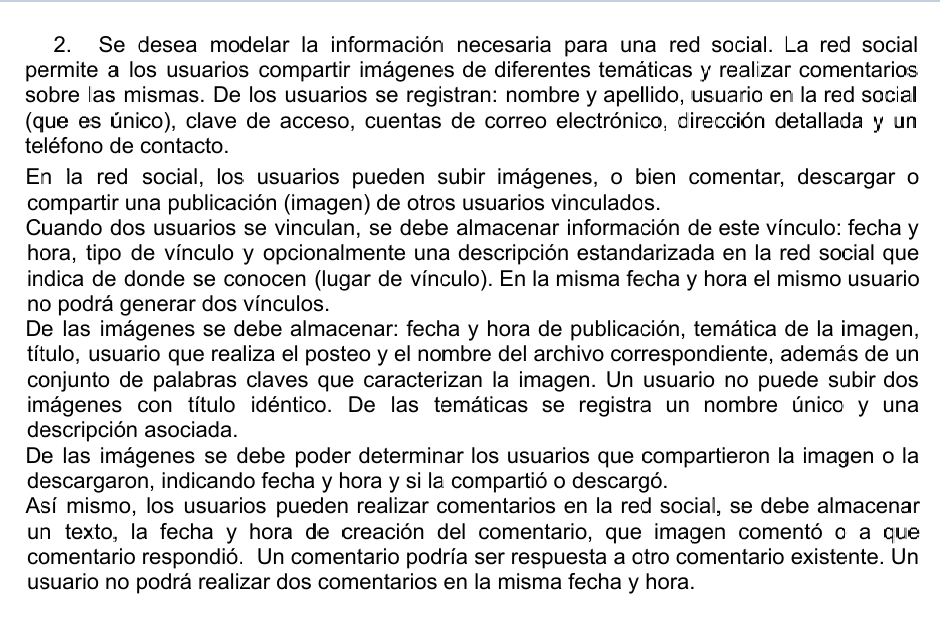 2. Se desea modelar la información necesaria para una red social. La red social
permite a los usuarios compartir imágenes de diferentes temáticas y realizar comentarios
sobre las mismas. De los usuarios se registran: nombre y apellido, usuario en la red social
(que es único), clave de acceso, cuentas de correo electrónico, dirección detallada y un
teléfono de contacto.
En la red social, los usuarios pueden subir imágenes, o bien comentar, descargar o
compartir una publicación (imagen) de otros usuarios vinculados.
Cuando dos usuarios se vinculan, se debe almacenar información de este vínculo: fecha y
hora, tipo de vínculo y opcionalmente una descripción estandarizada en la red social que
indica de donde se conocen (lugar de vínculo). En la misma fecha y hora el mismo usuario
no podrá generar dos vínculos.
De las imágenes se debe almacenar: fecha y hora de publicación, temática de la imagen,
título, usuario que realiza el posteo y el nombre del archivo correspondiente, además de un
conjunto de palabras claves que caracterizan la imagen. Un usuario no puede subir dos
imágenes con título idéntico. De las temáticas se registra un nombre único y una
descripción asociada.
De las imágenes se debe poder determinar los usuarios que compartieron la imagen o la
descargaron, indicando fecha y hora y si la compartió o descargó.
Así mismo, los usuarios pueden realizar comentarios en la red social, se debe almacenar
un texto, la fecha y hora de creación del comentario, que imagen comentó o a que
comentario respondió. Un comentario podría ser respuesta a otro comentario existente. Un
usuario no podrá realizar dos comentarios en la misma fecha y hora.